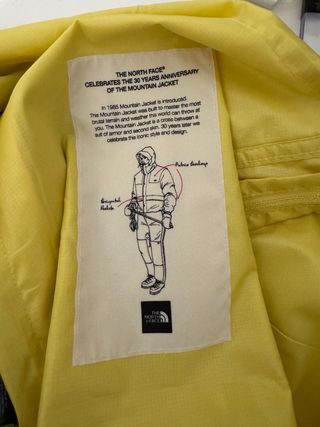 THE NORTH FACE®
CELEBRATES THE 30 YEARS ANNIVERSARY
OF THE MOUNTAIN JACKET
In 1985 Mountain Jacket is introduced.
The Mountain Jacket was built to master the most
brutal terrain and weather this world can throw at
you. The Mountain Jacket is a cross between a
suit of armor and second skin. 30 years later we
celebrate the iconic style and design.
THE
NORTH
FACE